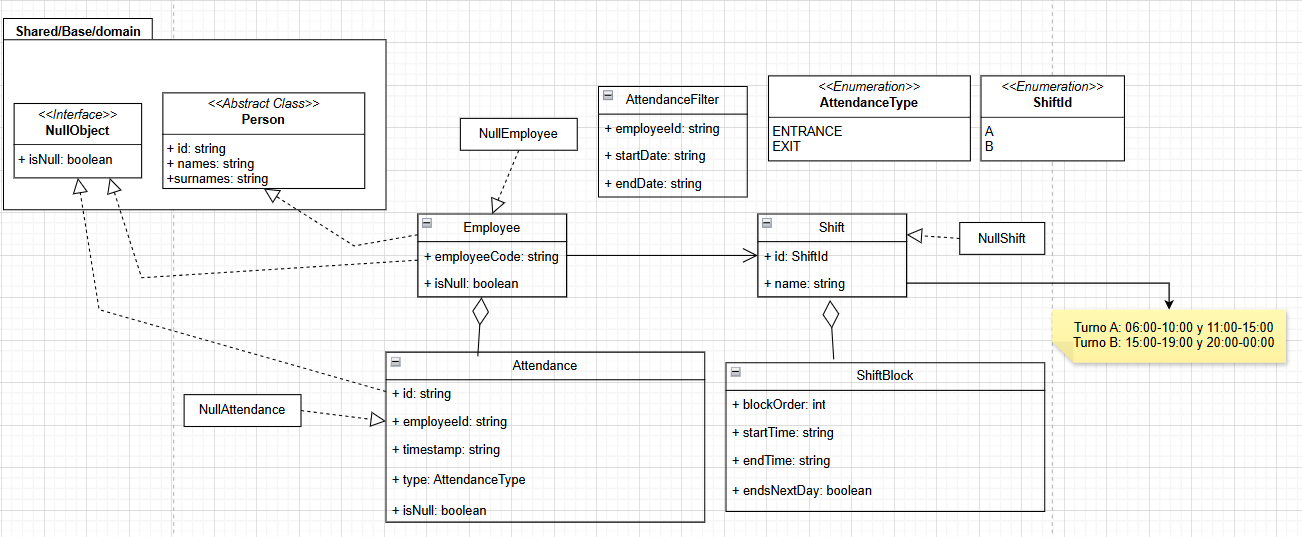 Shared/Base/domain
<<Interface>>
NullObject
+ isNull: boolean
<<Abstract Class>>
Person
+ id: string
+ names: string
+surnames: string
NullEmployee
AttendanceFilter
+ employeeId: string
+ startDate: string
+ endDate: string
<<Enumeration>>
AttendanceType
ENTRANCE
EXIT
<<Enumeration>>
ShiftId
A
B
Employee
+ employeeCode: string
+ isNull: boolean
Shift
+ id: ShiftId
+ name: string
NullShift
Turno A: 06:00-10:00 y 11:00-15:00
Turno B: 15:00-19:00 y 20:00-00:00
NullAttendance
Attendance
+ id: string
+ employeeId: string
+ timestamp: string
+ type: AttendanceType
+ isNull: boolean
ShiftBlock
+ blockOrder: int
+ startTime: string
+ endTime: string
+ endsNextDay: boolean